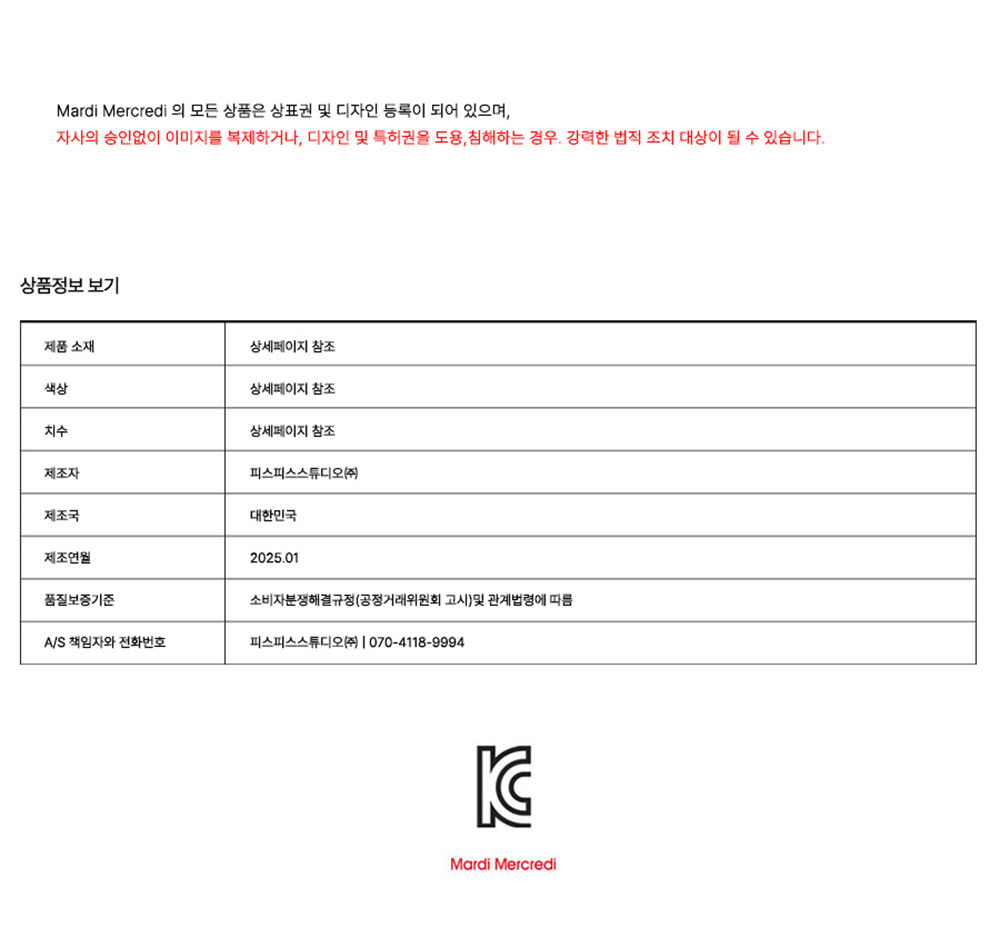 Mardi Mercredi 의 모든 상품은 상표권 및 디자인 등록이 되어 있으며,
자사의 승인없이 이미지를 복제하거나, 디자인 및 특허권을 도용,침해하는 경우. 강력한 법적 조치 대상이 될 수 있습니다.
상품정보 보기
제품 소재 상세페이지 참조
색상 상세페이지 참조
치수 상세페이지 참조
제조자 피스피스스튜디오㈜
제조국 대한민국
제조연월 2025.01
품질보증기준 소비자분쟁해결규정(공정거래위원회 고시)및 관계법령에 따름
A/S 책임자와 전화번호 피스피스스튜디오㈜ | 070-4118-9994
KC
Mardi Mercredi